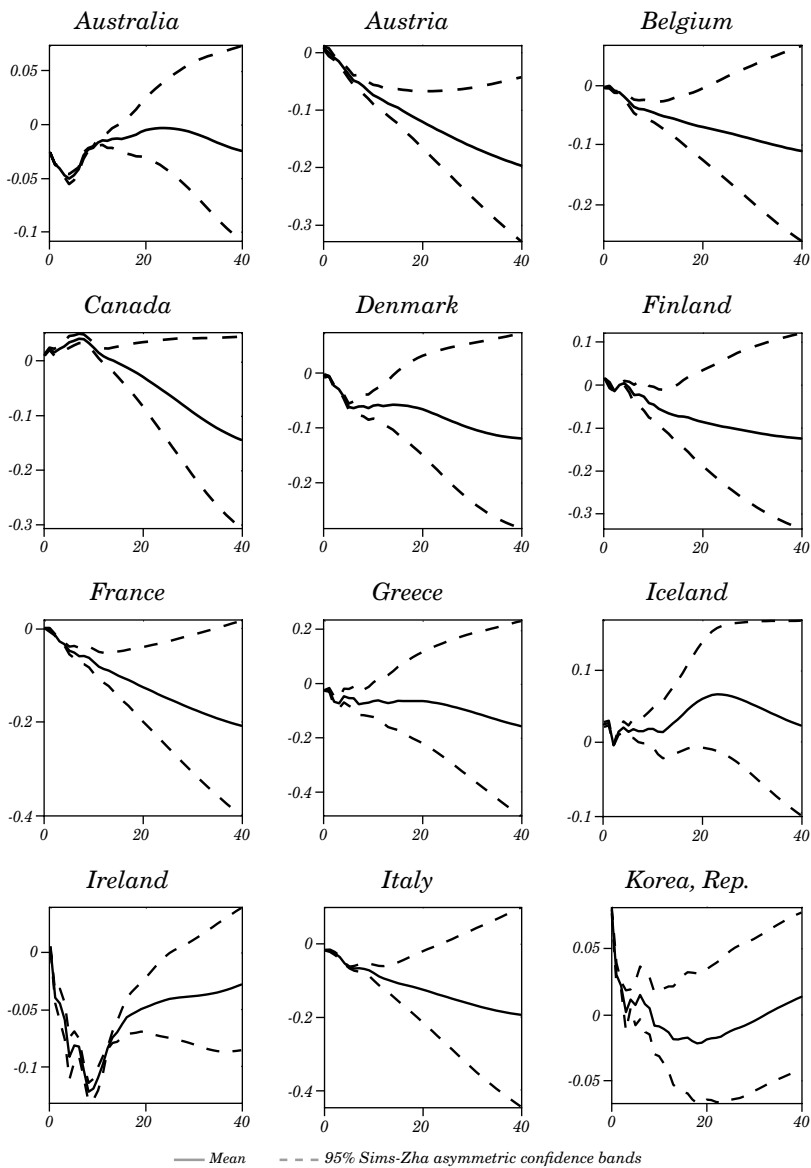 Australia Austria Belgium
0.05 0 -0.05 -0.1
0 20 40
0 -0.1 -0.2 -0.3
0 20 40
0 -0.1 -0.2
0 20 40
Canada Denmark Finland
0 -0.1 -0.2 -0.3
0 20 40
0 -0.1 -0.2
0 20 40
0.1 0 -0.1 -0.2 -0.3
0 20 40
France Greece Iceland
0 -0.2 -0.4
0 20 40
0.2 0 -0.2 -0.4
0 20 40
0.1 0 -0.1
0 20 40
Ireland Italy Korea, Rep.
0 -0.05 -0.1
0 20 40
0 -0.2 -0.4
0 20 40
0.05 0 -0.05
0 20 40
Mean 95% Sims-Zha asymmetric confidence bands